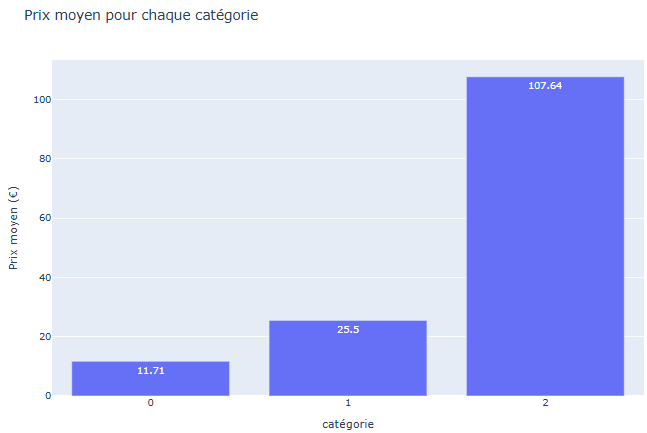 Prix moyen pour chaque catégorie
Prix moyen (€)
100
80
60
40
20
0
107.64
25.5
11.71
0 1 2
catégorie